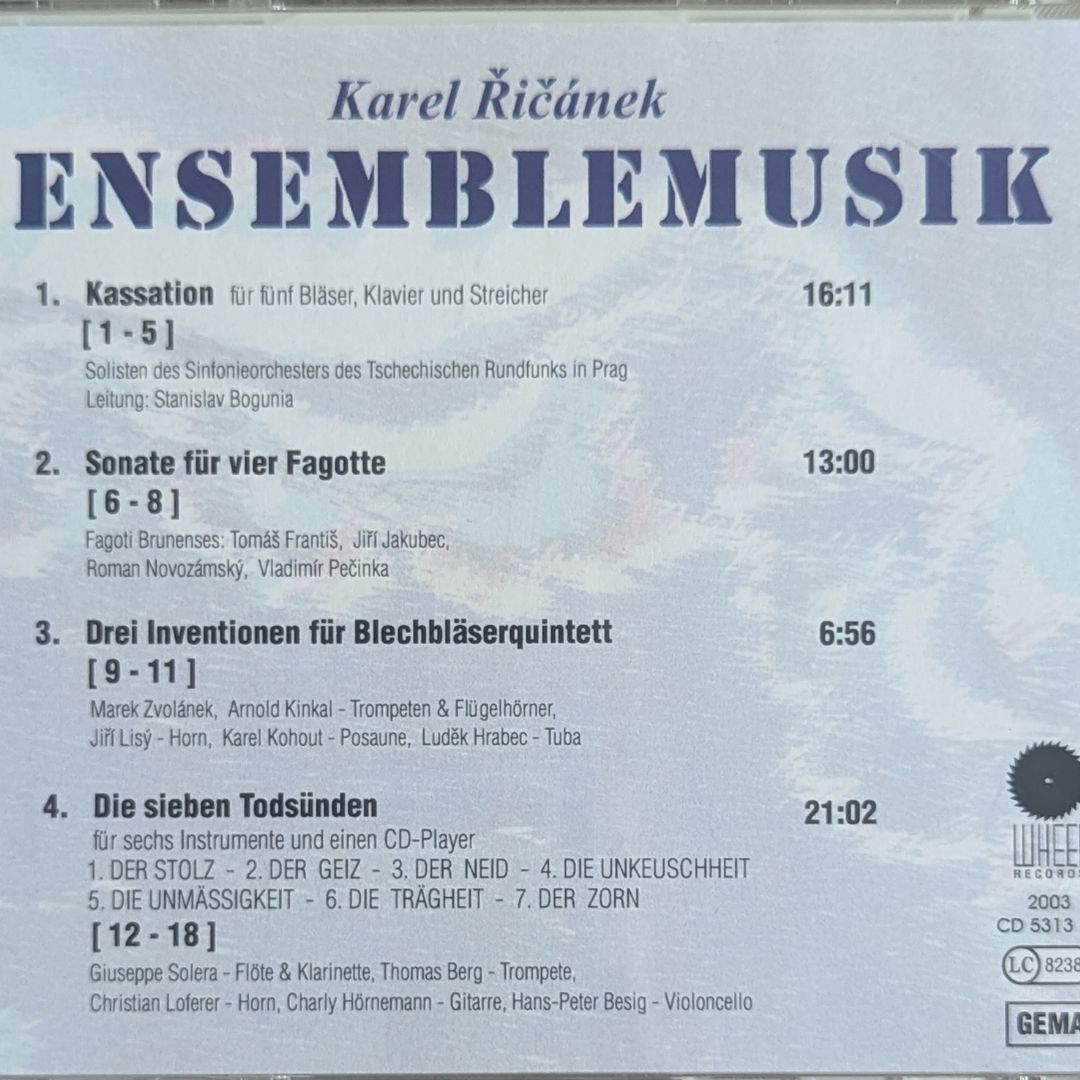 Karel Řičánek
ENSEMBLEMUSIK
1. Kassation für fünf Bläser, Klavier und Streicher 16:11
[ 1 - 5 ]
Solisten des Sinfonieorchesters des Tschechischen Rundfunks in Prag
Leitung: Stanislav Bogunia
2. Sonate für vier Fagotte 13:00
[ 6 - 8 ]
Fagoti Brunenses: Tomáš Františ, Jiří Jakubec,
Roman Novozámský, Vladimír Pečinka
3. Drei Inventionen für Blechbläserquintett 6:56
[ 9 - 11 ]
Marek Zvolánek, Arnold Kinkal - Trompeten & Flügelhörner,
Jiří Lisý - Horn, Karel Kohout - Posaune, Luděk Hrabec - Tuba
4. Die sieben Todsünden 21:02
für sechs Instrumente und einen CD-Player
1. DER STOLZ - 2. DER GEIZ - 3. DER NEID - 4. DIE UNKEUSCHHEIT
5. DIE UNMÄSSIGKEIT - 6. DIE TRÄGHEIT - 7. DER ZORN
[ 12 - 18 ]
Giuseppe Solera - Flöte & Klarinette, Thomas Berg - Trompete,
Christian Loferer - Horn, Charly Hörnemann - Gitarre, Hans-Peter Besig - Violoncello
WHEEL
RECORDS
2003
CD 5313
LC 8238
GEMA